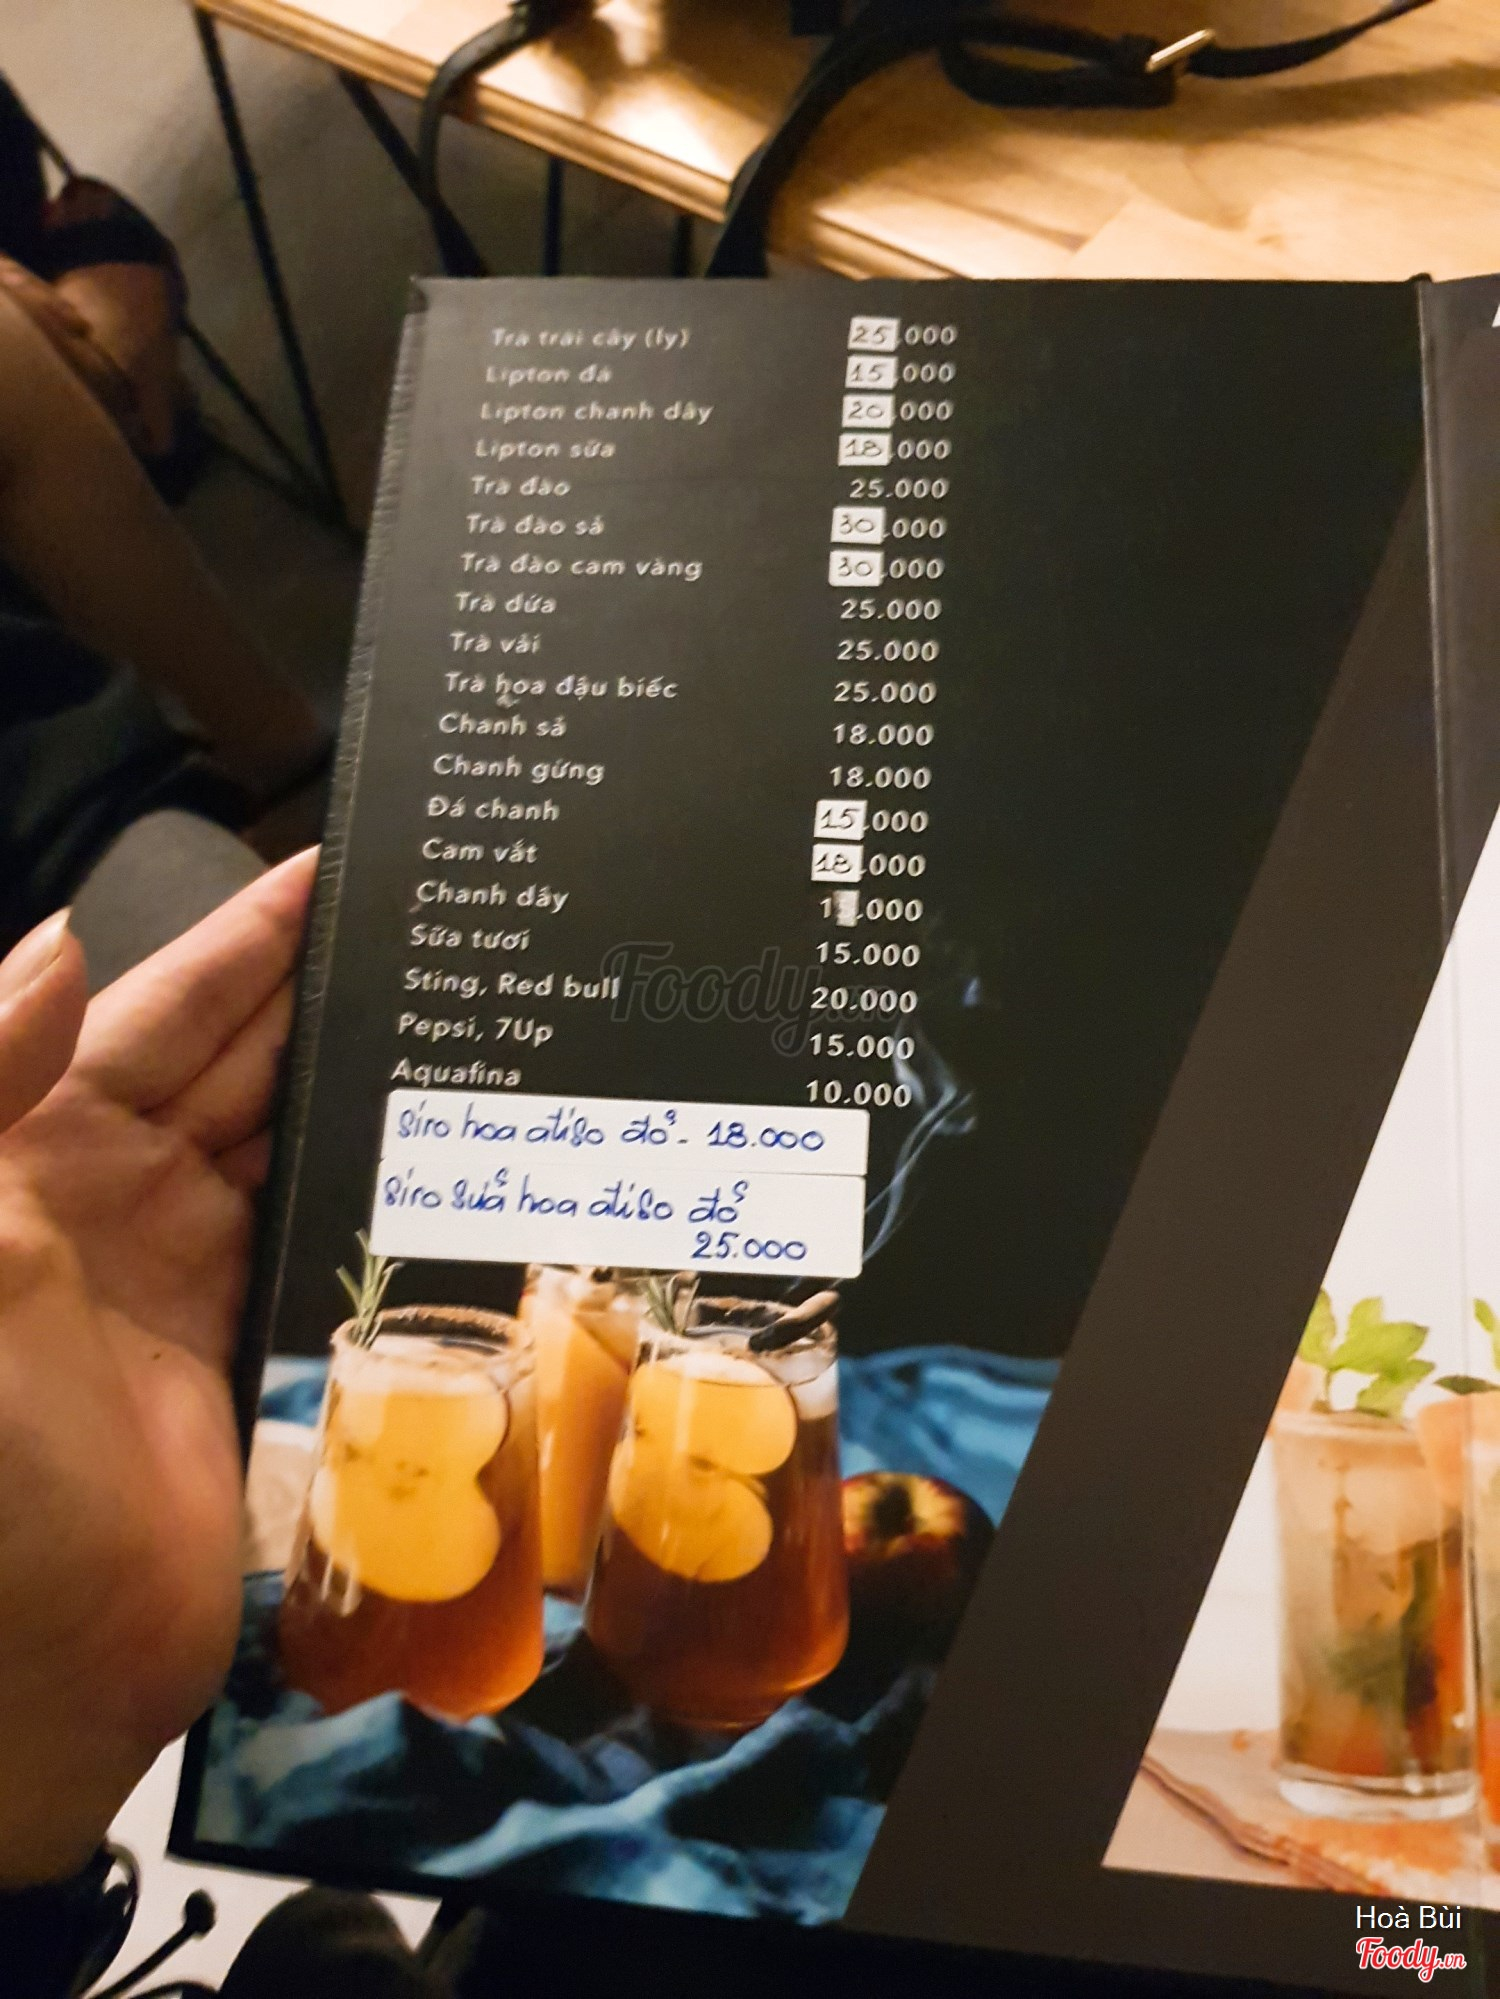 Trà trái cây (ly) 25.000
Lipton đá 15.000
Lipton chanh dây 20.000
Lipton sữa 18.000
Trà đào 25.000
Trà đào sả 30.000
Trà đào cam vàng 30.000
Trà dứa 25.000
Trà vải 25.000
Trà hoa đậu biếc 25.000
Chanh sả 18.000
Chanh gừng 18.000
Đá chanh 15.000
Cam vắt 18.000
Chanh dây
Sữa tươi 15.000
Sting, Red bull 20.000
Pepsi, 7Up 15.000
Aquafina 10.000
Siro hoa atiso đỏ - 18.000
Siro sữa hoa atiso đỏ
25.000
Foody.vn
Hoà Bùi
Foody.vn